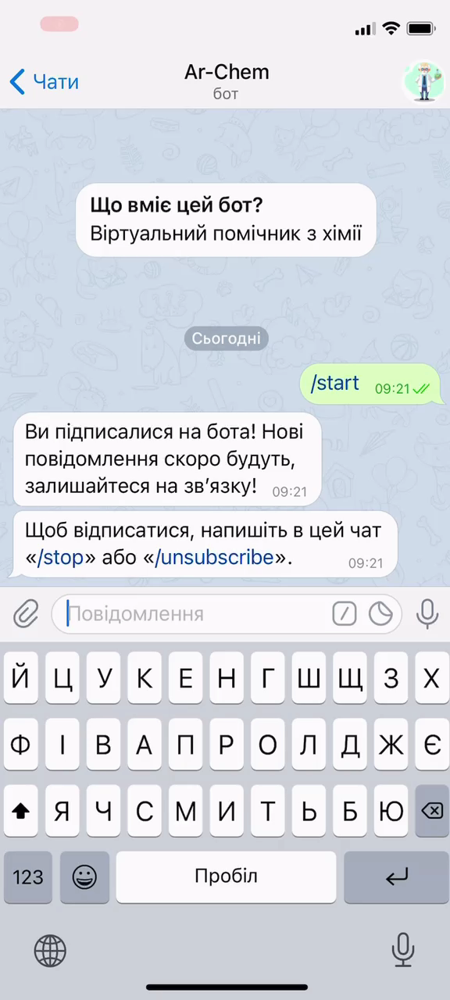 Чати
Ar-Chem
бот
Що вміє цей бот?
Віртуальний помічник з хімії
Сьогодні
/start 09:21
Ви підписалися на бота! Нові
повідомлення скоро будуть,
залишайтеся на зв’язку! 09:21
Щоб відписатися, напишіть в цей чат
«/stop» або «/unsubscribe». 09:21
Повідомлення
Й Ц У К Е Н Г Ш Щ З Х
Ф І В А П Р О Л Д Ж Є
Я Ч С М И Т Ь Б Ю
123 Пробіл